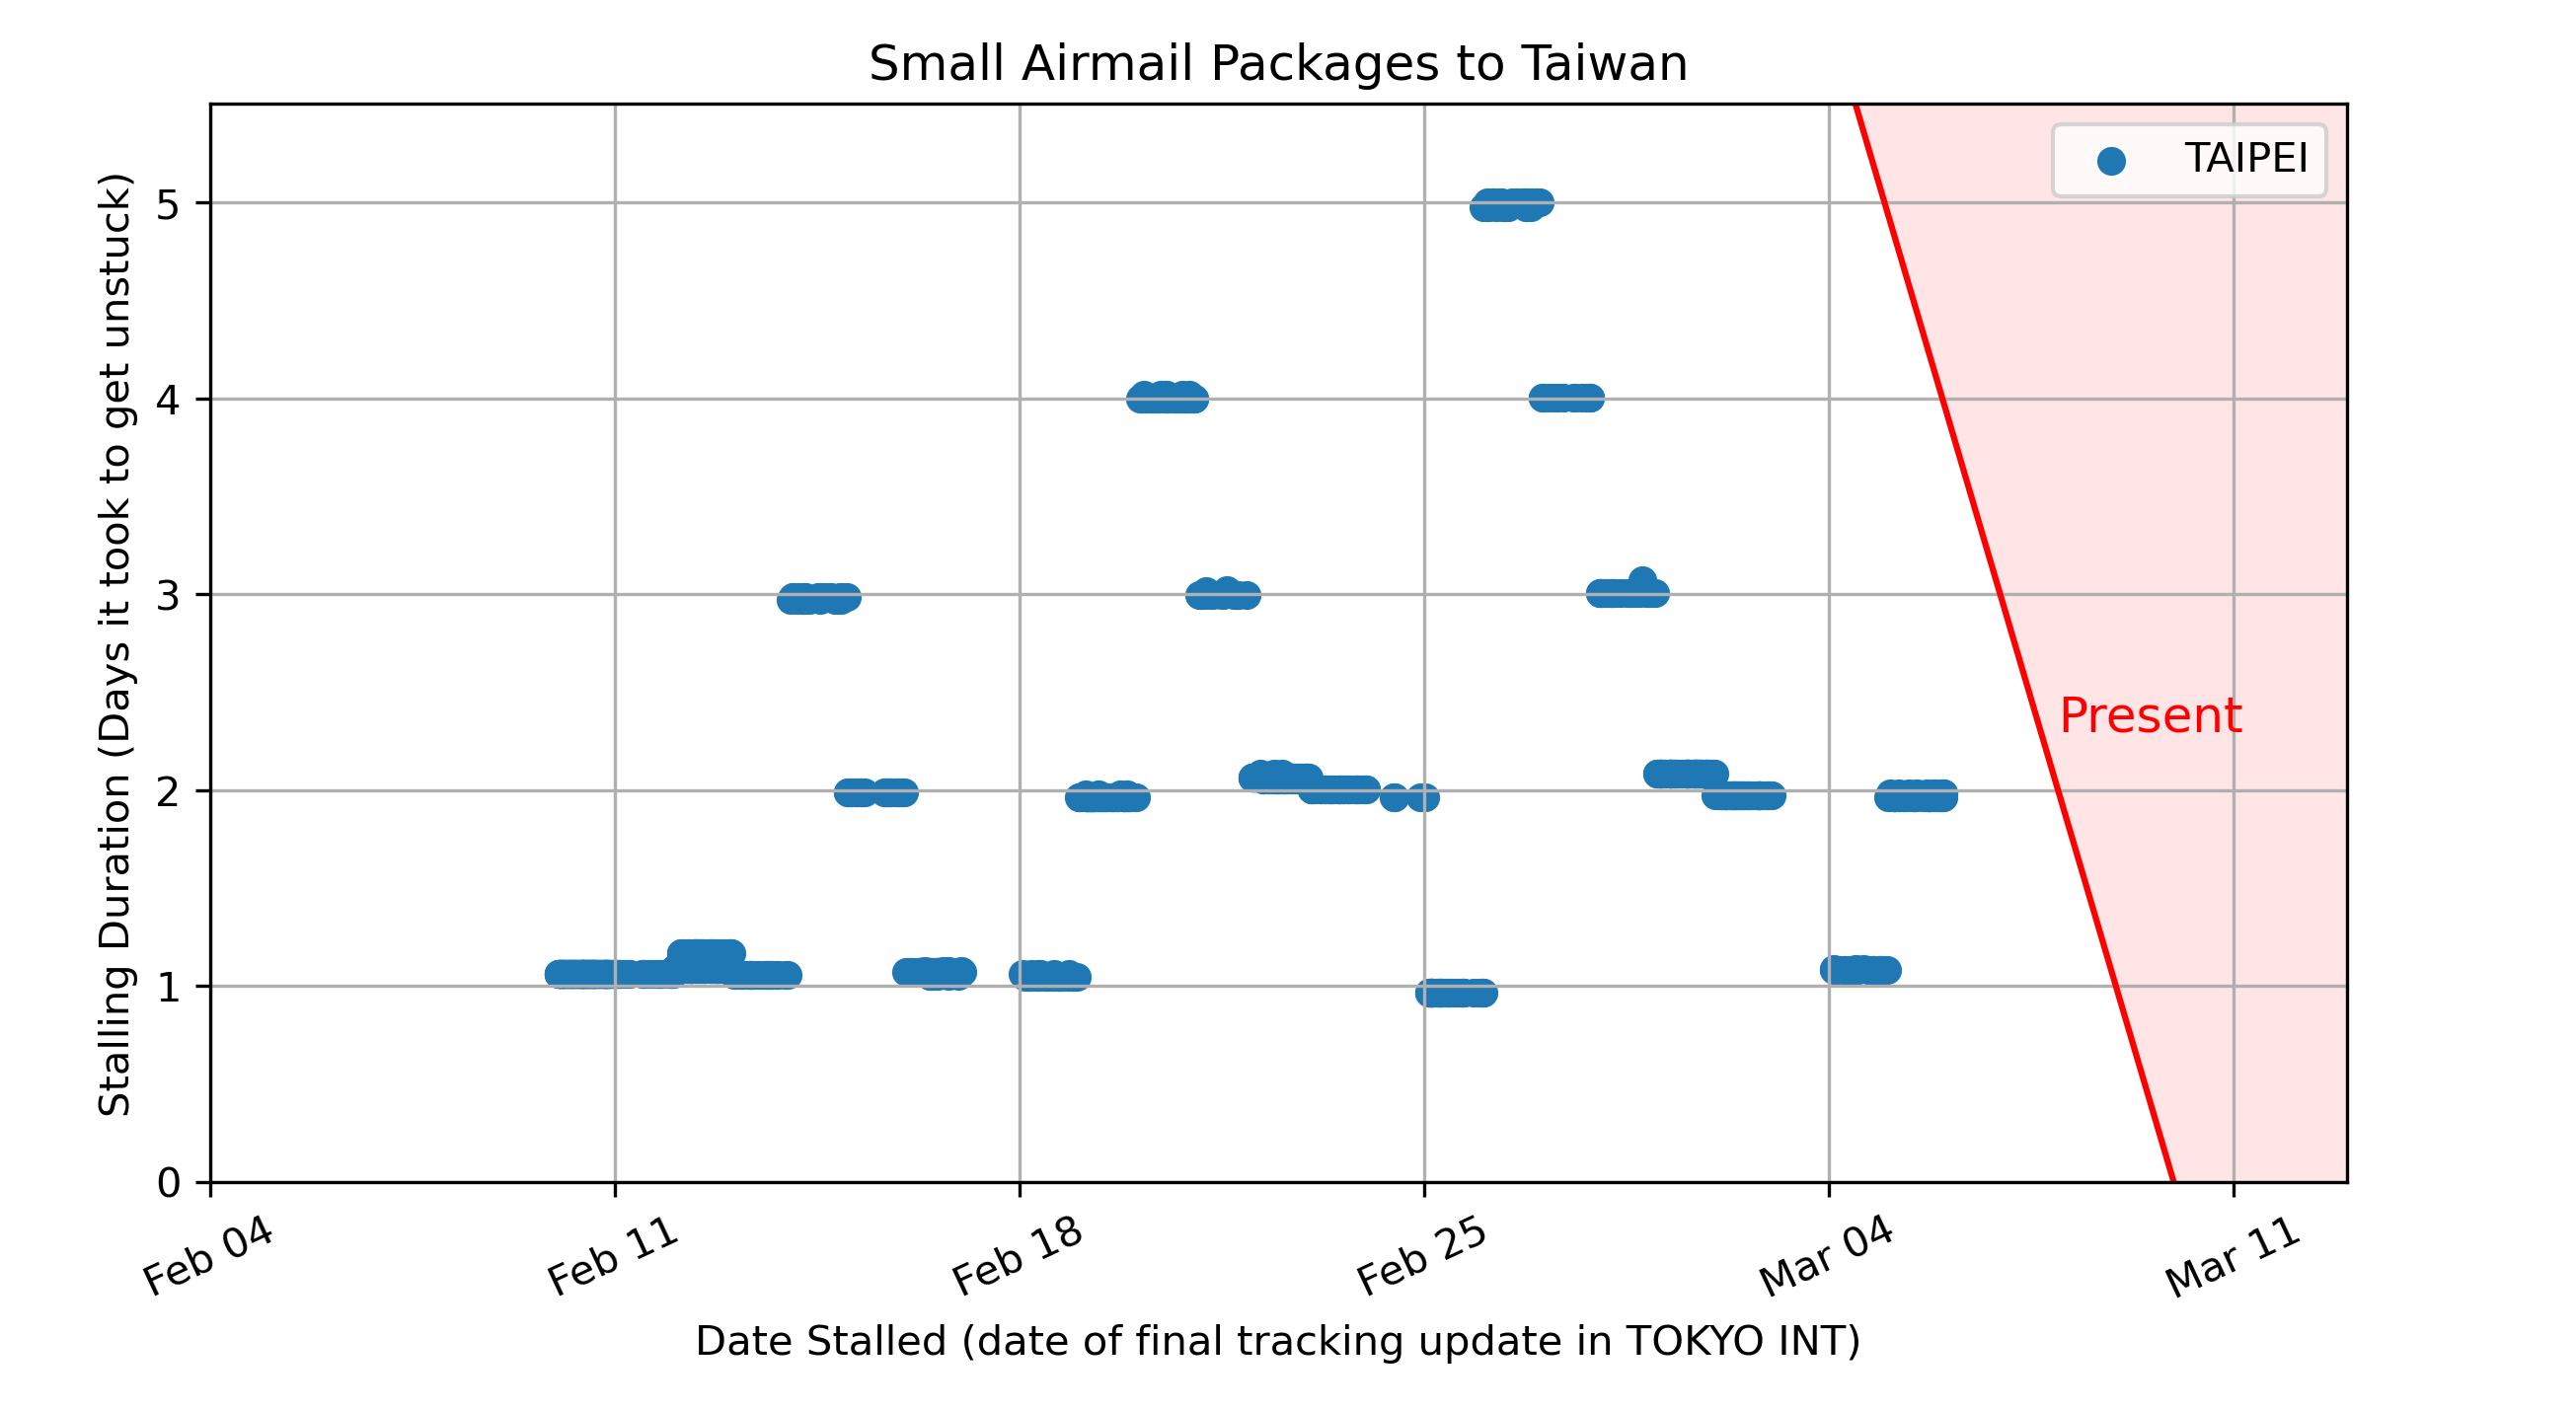 Small Airmail Packages to Taiwan
TAIPEI
Stalling Duration (Days it took to get unstuck)
5
4
3
2
1
0
Present
Feb 04
Feb 11
Feb 18
Feb 25
Mar 04
Mar 11
Date Stalled (date of final tracking update in TOKYO INT)